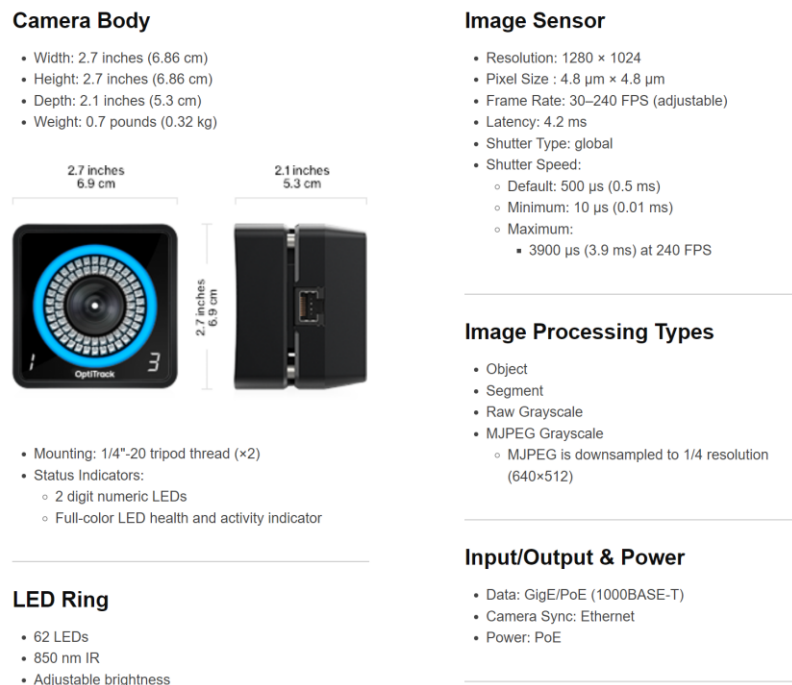 Camera Body
Width: 2.7 inches (6.86 cm)
Height: 2.7 inches (6.86 cm)
Depth: 2.1 inches (5.3 cm)
Weight: 0.7 pounds (0.32 kg)
2.7 inches
6.9 cm
2.1 inches
5.3 cm
2.7 inches
6.9 cm
1
3
OptiTrack
Mounting: 1/4"-20 tripod thread (×2)
Status Indicators:
2 digit numeric LEDs
Full-color LED health and activity indicator
LED Ring
62 LEDs
850 nm IR
Adjustable brightness
Image Sensor
Resolution: 1280 × 1024
Pixel Size : 4.8 µm × 4.8 µm
Frame Rate: 30–240 FPS (adjustable)
Latency: 4.2 ms
Shutter Type: global
Shutter Speed:
Default: 500 µs (0.5 ms)
Minimum: 10 µs (0.01 ms)
Maximum:
3900 µs (3.9 ms) at 240 FPS
Image Processing Types
Object
Segment
Raw Grayscale
MJPEG Grayscale
MJPEG is downsampled to 1/4 resolution
(640×512)
Input/Output & Power
Data: GigE/PoE (1000BASE-T)
Camera Sync: Ethernet
Power: PoE